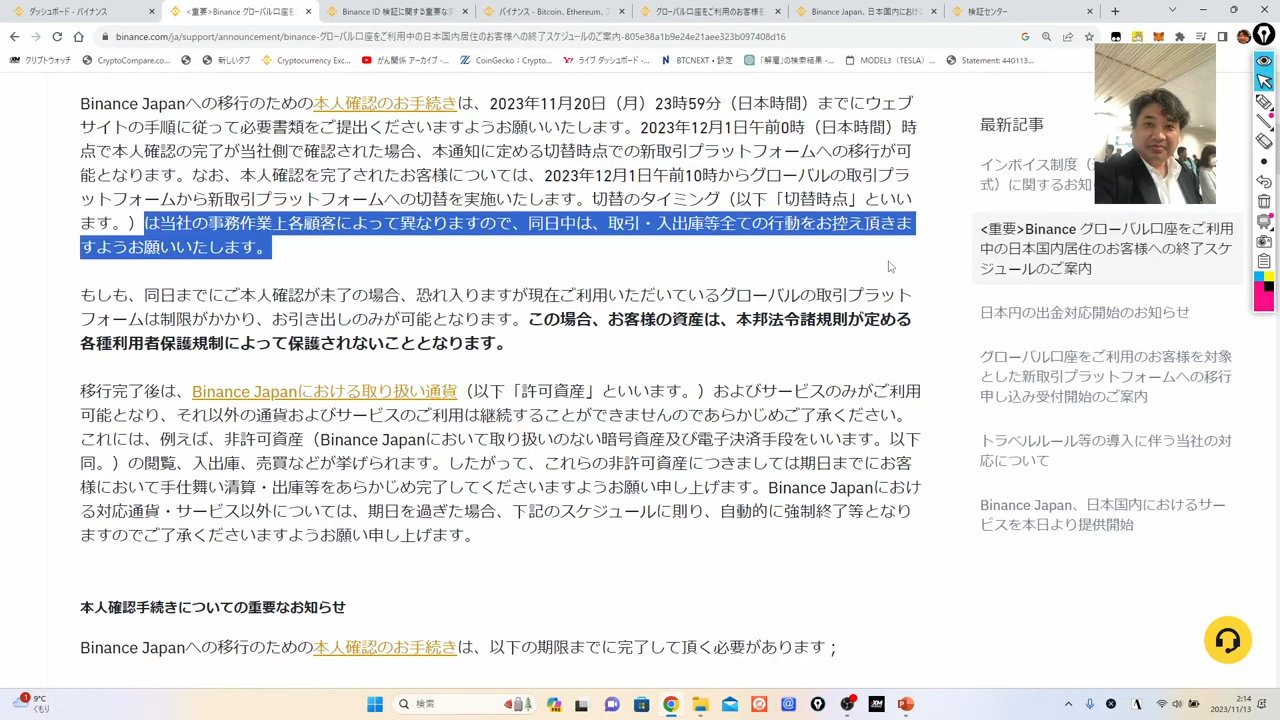 ダッシュボード - バイナンス
<重要>Binance グローバル口座を
Binance ID 検証に関する重要な
バイナンス - Bitcoin、Ethereum、
グローバル口座をご利用のお客様を
Binance Japan、日本国内におけ
検証センター
binance.com/ja/support/announcement/binance-グローバル口座をご利用中の日本国内居住のお客様への終了スケジュールのご案内-805e38a1b9e24e21aee323b097408d16
クリプトウォッチ
CryptoCompare.co...
新しいタブ
Cryptocurrency Exc...
がん関係 アーカイブ -...
CoinGecko：Crypto...
ライブ ダッシュボード -...
BTCNEXT • 設定
「解雇」の検索結果 -...
MODEL3（TESLA）...
Statement: 440113...
Binance Japanへの移行のための本人確認のお手続きは、2023年11月20日（月）23時59分（日本時間）までにウェブ
サイトの手順に従って必要書類をご提出くださいますようお願いいたします。2023年12月1日午前0時（日本時間）時
点で本人確認の完了が当社側で確認された場合、本通知に定める切替時点での新取引プラットフォームへの移行が可
能となります。なお、本人確認を完了されたお客様については、2023年12月1日午前10時からグローバルの取引プラ
ットフォームから新取引プラットフォームへの切替を実施いたします。切替のタイミング（以下「切替時点」といい
ます。）は当社の事務作業上各顧客によって異なりますので、同日中は、取引・入出庫等全ての行動をお控え頂きま
すようお願いいたします。
もしも、同日までにご本人確認が未了の場合、恐れ入りますが現在ご利用いただいているグローバルの取引プラット
フォームは制限がかかり、お引き出しのみが可能となります。この場合、お客様の資産は、本邦法令諸規則が定める
各種利用者保護規制によって保護されないこととなります。
移行完了後は、Binance Japanにおける取り扱い通貨（以下「許可資産」といいます。）およびサービスのみがご利用
可能となり、それ以外の通貨およびサービスのご利用は継続することができませんのであらかじめご了承ください。
これには、例えば、非許可資産（Binance Japanにおいて取り扱いのない暗号資産及び電子決済手段をいいます。以下
同。）の閲覧、入出庫、売買などが挙げられます。したがって、これらの非許可資産につきましては期日までにお客
様において手仕舞い清算・出庫等をあらかじめ完了してくださいますようお願い申し上げます。Binance Japanにおけ
る対応通貨・サービス以外については、期日を過ぎた場合、下記のスケジュールに則り、自動的に強制終了等となり
ますのでご了承くださいますようお願い申し上げます。
本人確認手続きについての重要なお知らせ
Binance Japanへの移行のための本人確認のお手続きは、以下の期限までに完了して頂く必要があります；
最新記事
インボイス制度（
式）に関するお知
<重要>Binance グローバル口座をご利用
中の日本国内居住のお客様への終了スケ
ジュールのご案内
日本円の出金対応開始のお知らせ
グローバル口座をご利用のお客様を対象
とした新取引プラットフォームへの移行
申し込み受付開始のご案内
トラベルルール等の導入に伴う当社の対
応について
Binance Japan、日本国内におけるサー
ビスを本日より提供開始
1
9°C
くもり
検索
XM
A
2:14
2023/11/13